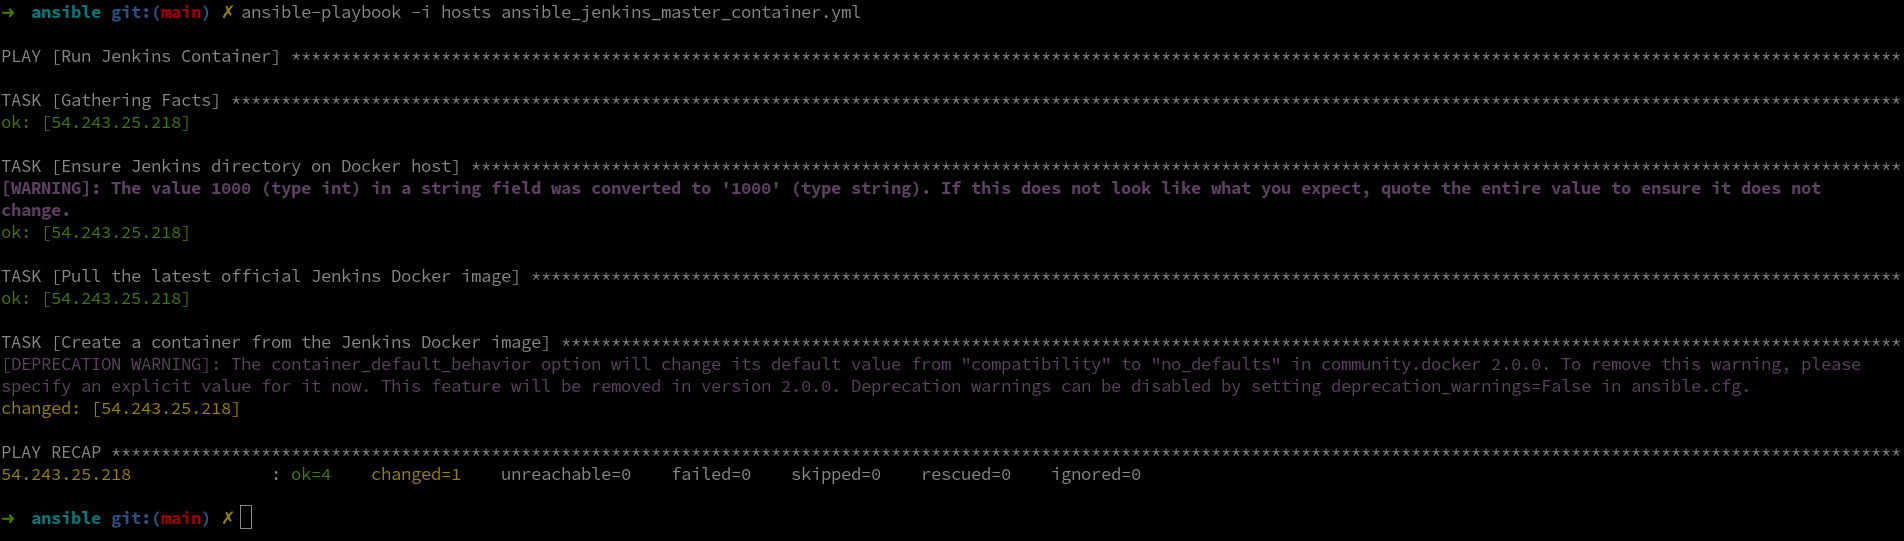 ➜  ansible git:(main) ✗ ansible-playbook -i hosts ansible_jenkins_master_container.yml
PLAY [Run Jenkins Container] *****************************************************************************************************************************************************************
TASK [Gathering Facts] ***********************************************************************************************************************************************************************
ok: [54.243.25.218]
TASK [Ensure Jenkins directory on Docker host] ***********************************************************************************************************************************************
[WARNING]: The value 1000 (type int) in a string field was converted to '1000' (type string). If this does not look like what you expect, quote the entire value to ensure it does not
change.
ok: [54.243.25.218]
TASK [Pull the latest official Jenkins Docker image] *****************************************************************************************************************************************
ok: [54.243.25.218]
TASK [Create a container from the Jenkins Docker image] **************************************************************************************************************************************
[DEPRECATION WARNING]: The container_default_behavior option will change its default value from "compatibility" to "no_defaults" in community.docker 2.0.0. To remove this warning, please
specify an explicit value for it now. This feature will be removed in version 2.0.0. Deprecation warnings can be disabled by setting deprecation_warnings=False in ansible.cfg.
changed: [54.243.25.218]
PLAY RECAP ***********************************************************************************************************************************************************************************
54.243.25.218              : ok=4    changed=1    unreachable=0    failed=0    skipped=0    rescued=0    ignored=0
➜  ansible git:(main) ✗